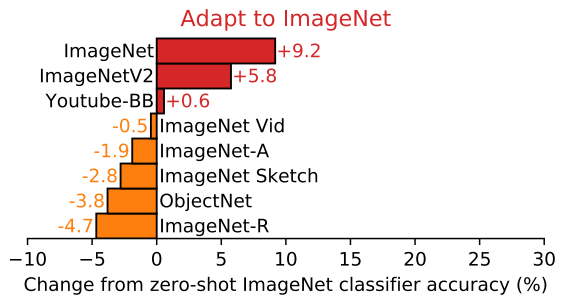 Adapt to ImageNet
ImageNet +9.2
ImageNetV2 +5.8
Youtube-BB +0.6
-0.5 ImageNet Vid
-1.9 ImageNet-A
-2.8 ImageNet Sketch
-3.8 ObjectNet
-4.7 ImageNet-R
−10 −5 0 5 10 15 20 25 30
Change from zero-shot ImageNet classifier accuracy (%)